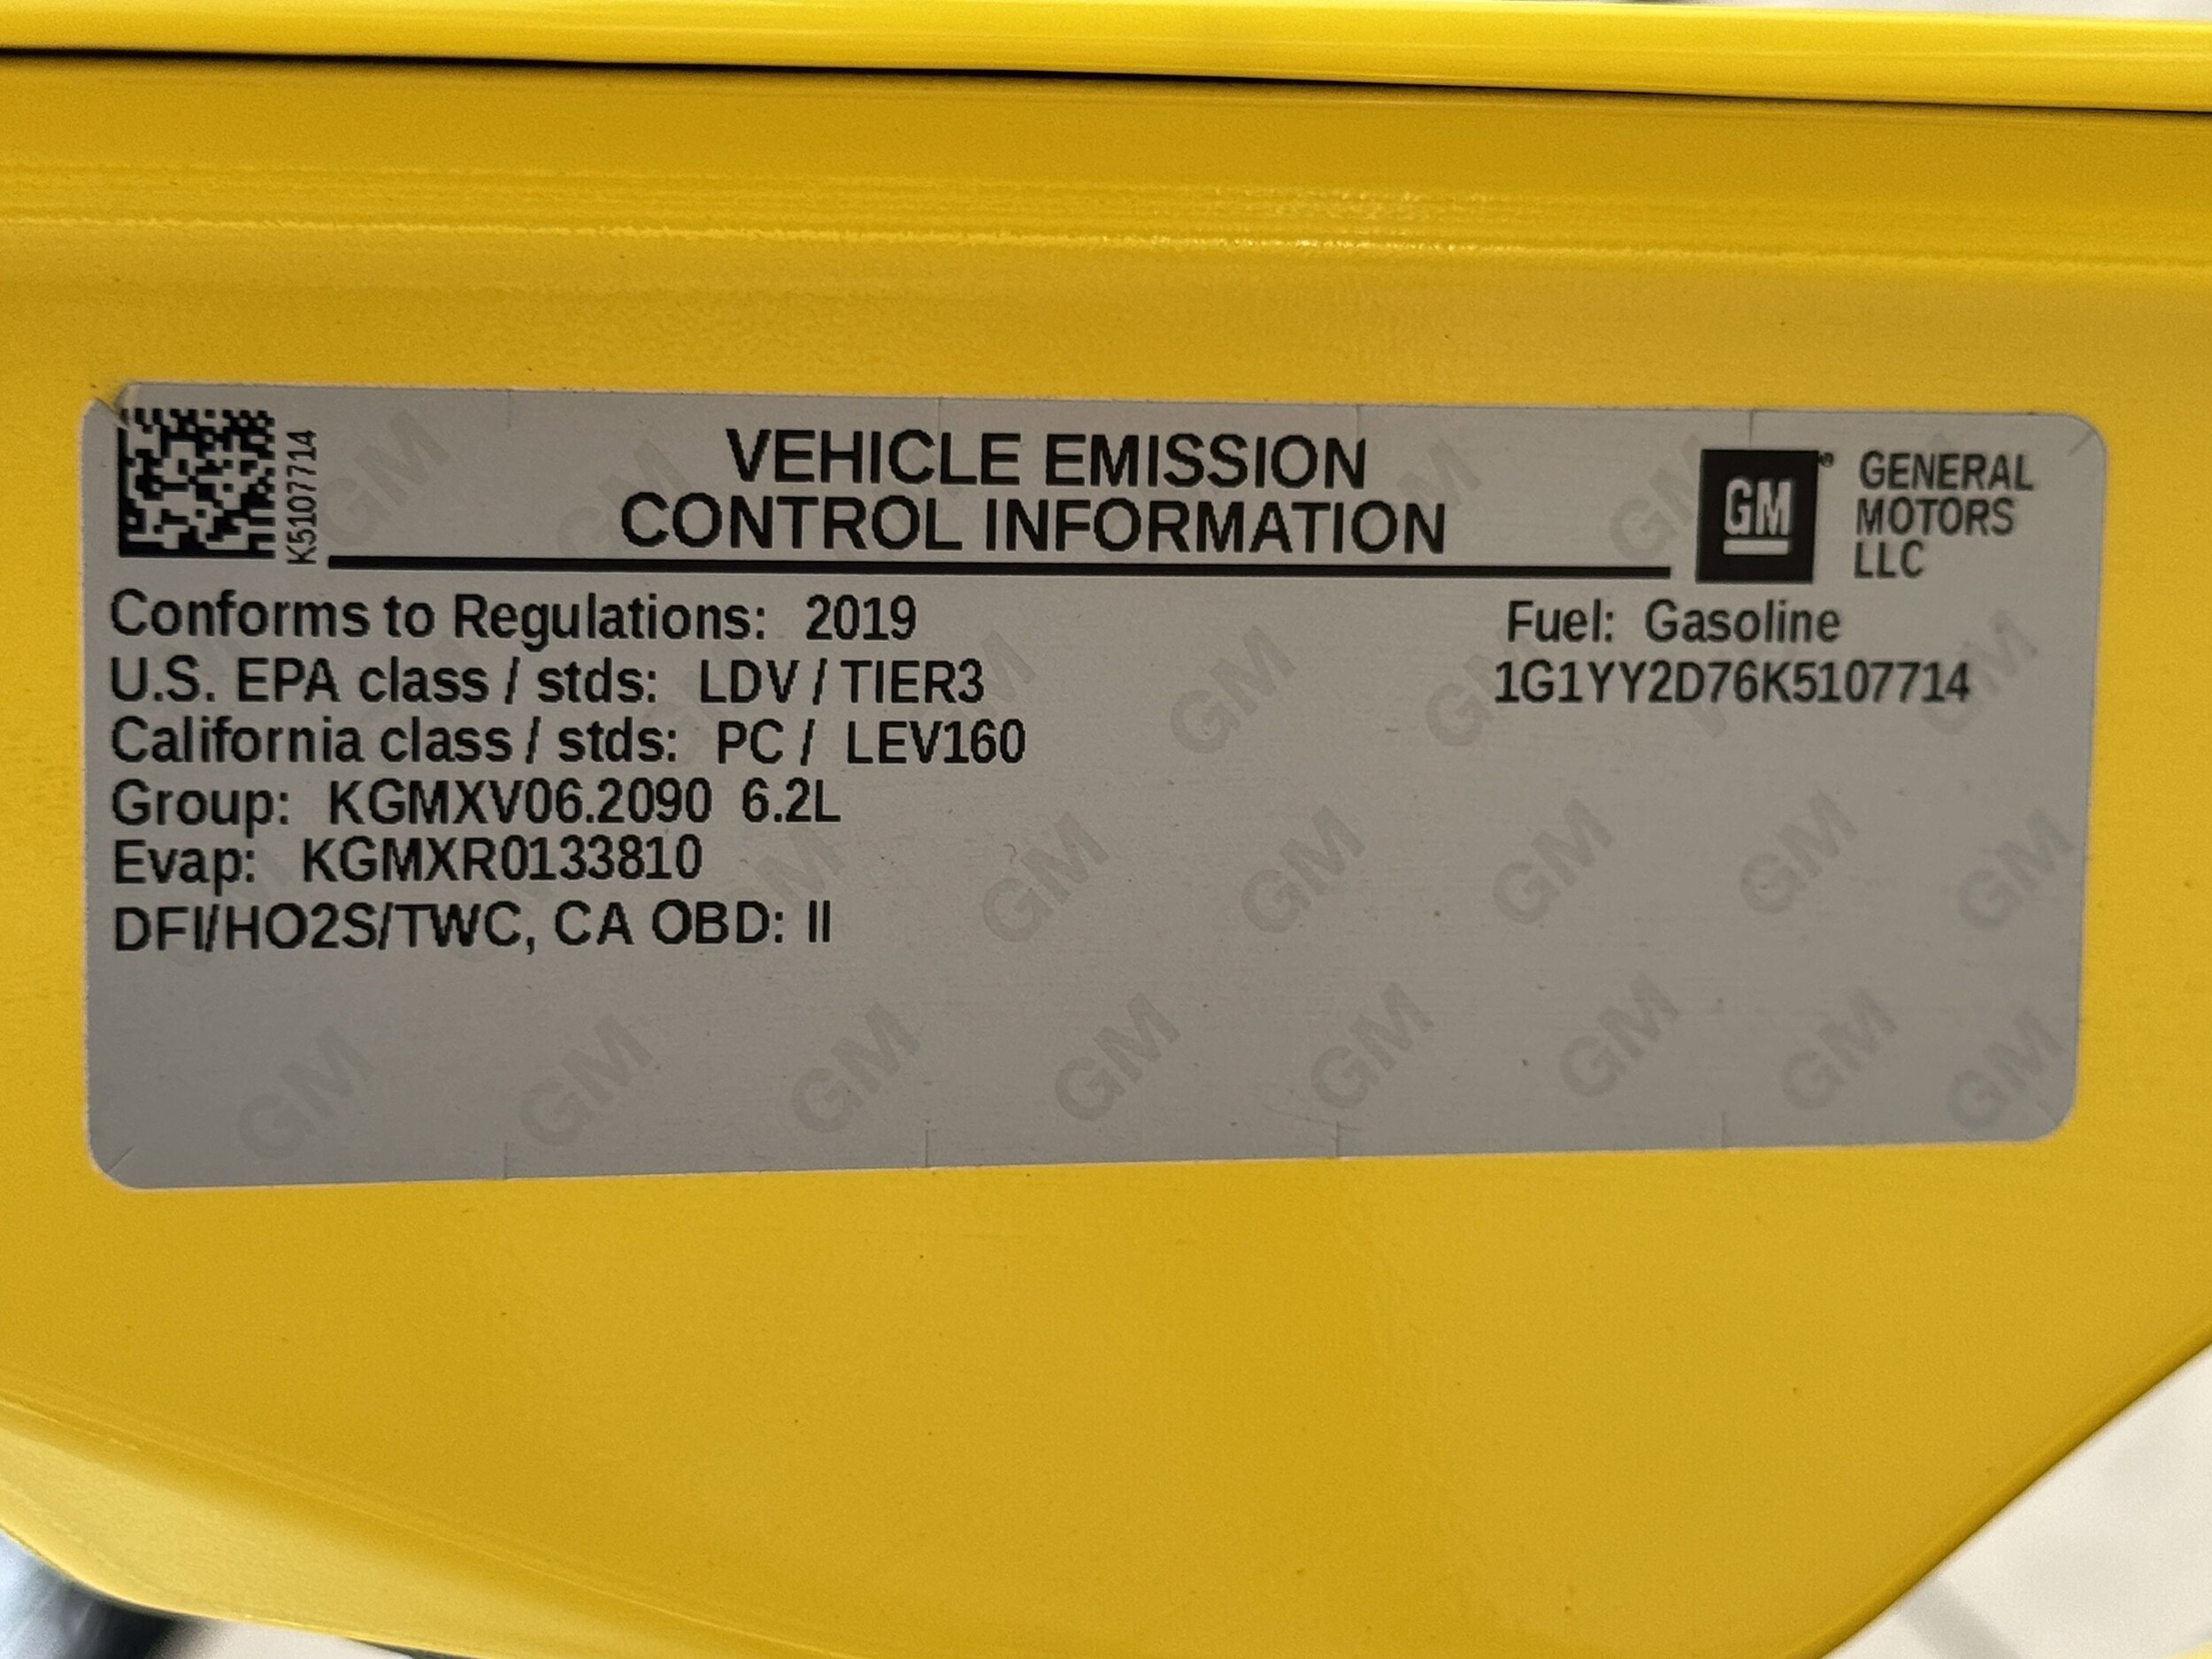 K5107714
VEHICLE EMISSION
CONTROL INFORMATION
GM
GENERAL
MOTORS
LLC
Conforms to Regulations: 2019
Fuel: Gasoline
U.S. EPA class / stds: LDV / TIER3
1G1YY2D76K5107714
California class / stds: PC / LEV160
Group: KGMXV06.2090 6.2L
Evap: KGMXR0133810
DFI/HO2S/TWC, CA OBD: II